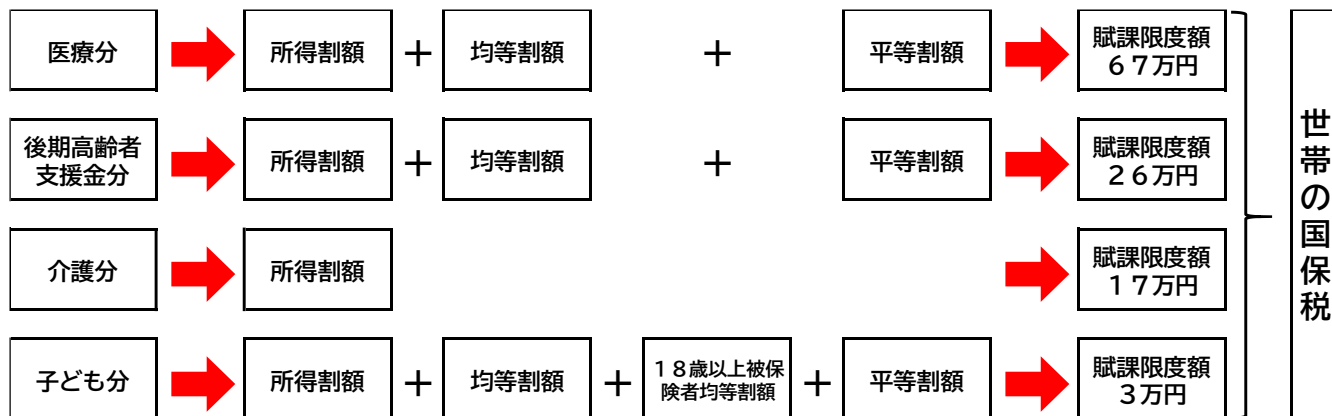 医療分
所得割額
＋
均等割額
＋
平等割額
賦課限度額
６７万円
後期高齢者
支援金分
所得割額
＋
均等割額
＋
平等割額
賦課限度額
２６万円
介護分
所得割額
賦課限度額
１７万円
子ども分
所得割額
＋
均等割額
＋
１８歳以上被保
険者均等割額
＋
平等割額
賦課限度額
３万円
世帯の国保税